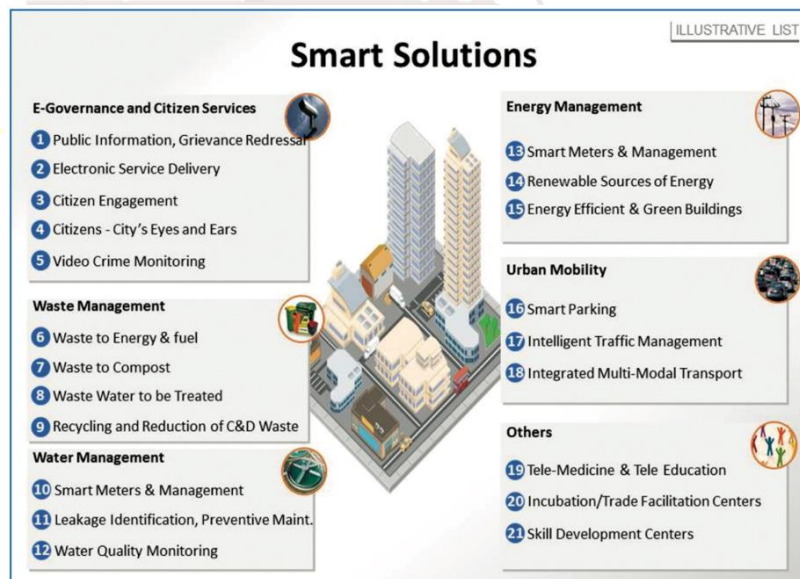 ILLUSTRATIVE LIST
Smart Solutions
E-Governance and Citizen Services
1 Public Information, Grievance Redressal
2 Electronic Service Delivery
3 Citizen Engagement
4 Citizens - City's Eyes and Ears
5 Video Crime Monitoring
Waste Management
6 Waste to Energy & fuel
7 Waste to Compost
8 Waste Water to be Treated
9 Recycling and Reduction of C&D Waste
Water Management
10 Smart Meters & Management
11 Leakage Identification, Preventive Maint.
12 Water Quality Monitoring
Energy Management
13 Smart Meters & Management
14 Renewable Sources of Energy
15 Energy Efficient & Green Buildings
Urban Mobility
16 Smart Parking
17 Intelligent Traffic Management
18 Integrated Multi-Modal Transport
Others
19 Tele-Medicine & Tele Education
20 Incubation/Trade Facilitation Centers
21 Skill Development Centers